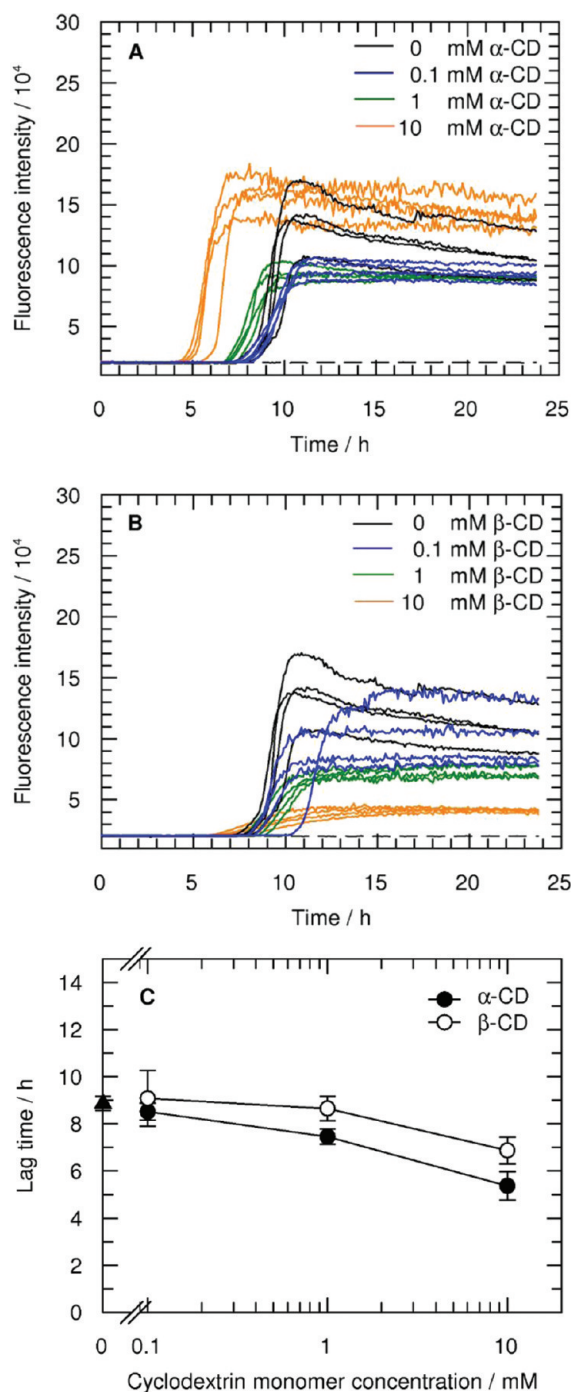 A
0 mM α-CD
0.1 mM α-CD
1 mM α-CD
10 mM α-CD
Fluorescence intensity / 10⁴
30
25
20
15
10
5
0 5 10 15 20 25
Time / h
B
0 mM β-CD
0.1 mM β-CD
1 mM β-CD
10 mM β-CD
Fluorescence intensity / 10⁴
30
25
20
15
10
5
0 5 10 15 20 25
Time / h
C
α-CD
β-CD
Lag time / h
14
12
10
8
6
4
2
0
0 0.1 1 10
Cyclodextrin monomer concentration / mM